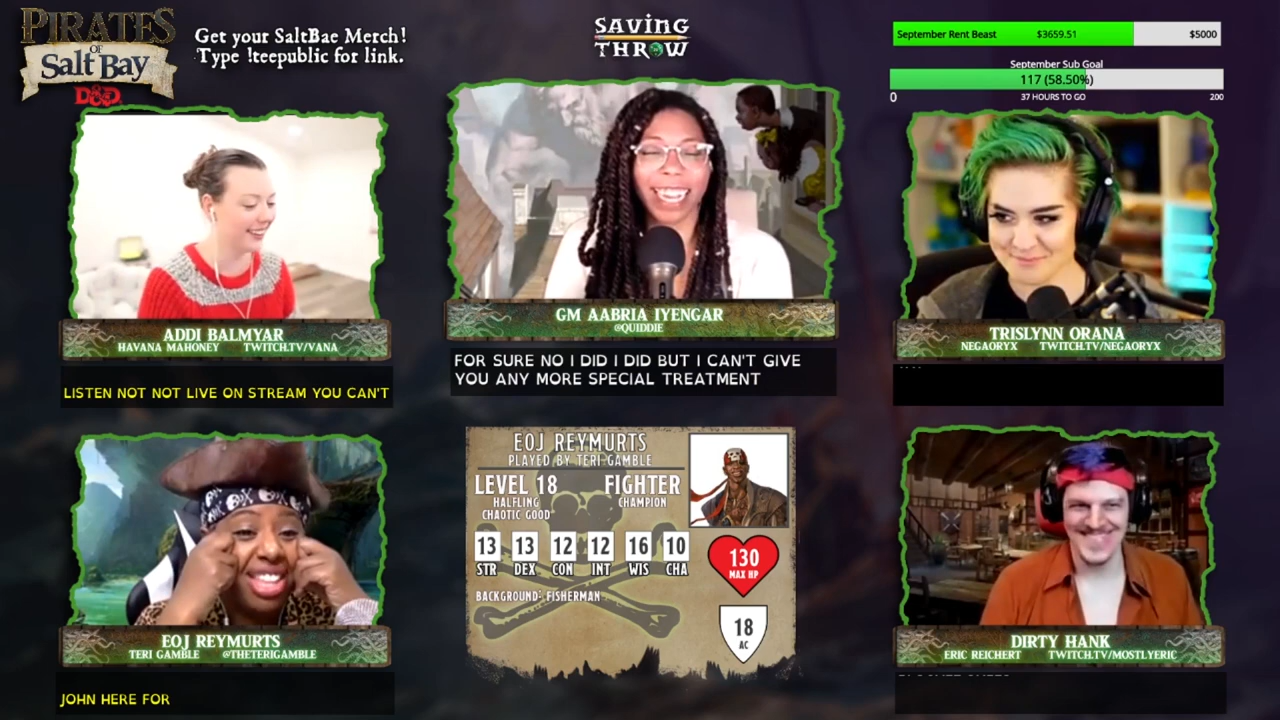 PIRATES
OF
Salt Bay
D&D
Get your SaltBae Merch!
Type !teepublic for link.
SAVING
THROW
September Rent Beast $3659.51 $5000
September Sub Goal
117 (58.50%)
0 37 HOURS TO GO 200
ADDI BALMYAR
HAVANA MAHONEY TWITCH.TV/VANA
LISTEN NOT NOT LIVE ON STREAM YOU CAN'T
GM AABRIA IYENGAR
@QUIDDIE
FOR SURE NO I DID I DID BUT I CAN'T GIVE
YOU ANY MORE SPECIAL TREATMENT
TRISLYNN ORANA
NEGAORYX TWITCH.TV/NEGAORYX
EOJ REYMURTS
TERI GAMBLE @THETERIGAMBLE
JOHN HERE FOR
EOJ REYMURTS
PLAYED BY TERI GAMBLE
LEVEL 18 FIGHTER
HALFLING CHAMPION
CHAOTIC GOOD
13 13 12 12 16 10
STR DEX CON INT WIS CHA
BACKGROUND: FISHERMAN
130
MAX HP
18
AC
DIRTY HANK
ERIC REICHERT TWITCH.TV/MOSTLYERIC